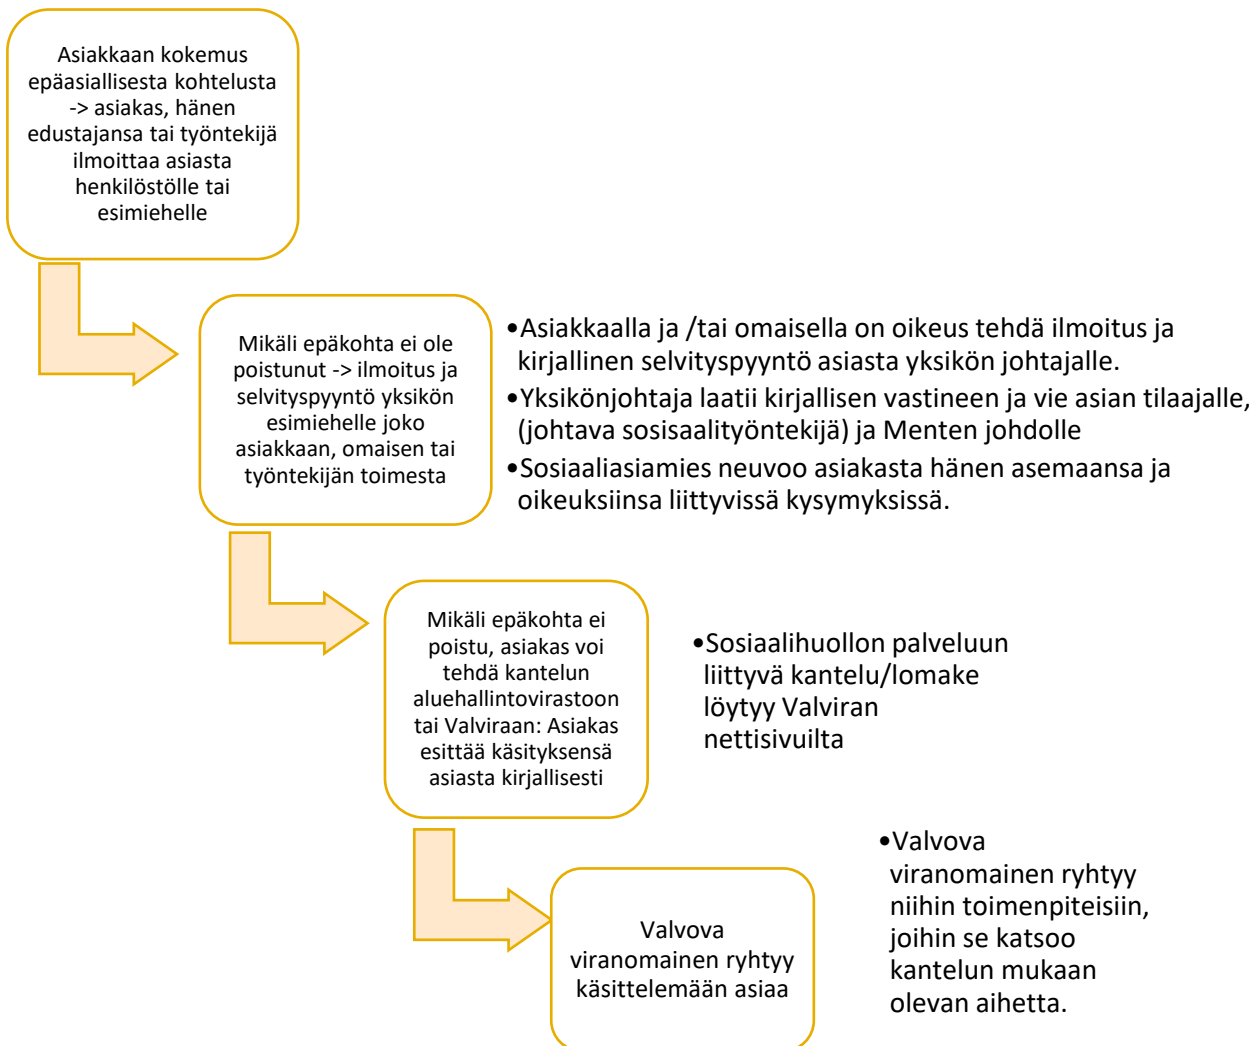 Asiakkaan kokemus
epäasiallisesta kohtelusta
-> asiakas, hänen
edustajansa tai työntekijä
ilmoittaa asiasta
henkilöstölle tai
esimiehelle
Mikäli epäkohta ei ole
poistunut -> ilmoitus ja
selvityspyyntö yksikön
esimiehelle joko
asiakkaan, omaisen tai
työntekijän toimesta
•Asiakkaalla ja /tai omaisella on oikeus tehdä ilmoitus ja
kirjallinen selvityspyyntö asiasta yksikön johtajalle.
•Yksikönjohtaja laatii kirjallisen vastineen ja vie asian tilaajalle,
(johtava sosisaalityöntekijä) ja Menten johdolle
•Sosiaaliasiamies neuvoo asiakasta hänen asemaansa ja
oikeuksiinsa liittyvissä kysymyksissä.
Mikäli epäkohta ei
poistu, asiakas voi
tehdä kantelun
aluehallintovirastoon
tai Valviraan: Asiakas
esittää käsityksensä
asiasta kirjallisesti
•Sosiaalihuollon palveluun
liittyvä kantelu/lomake
löytyy Valviran
nettisivuilta
Valvova
viranomainen ryhtyy
käsittelemään asiaa
•Valvova
viranomainen ryhtyy
niihin toimenpiteisiin,
joihin se katsoo
kantelun mukaan
olevan aihetta.